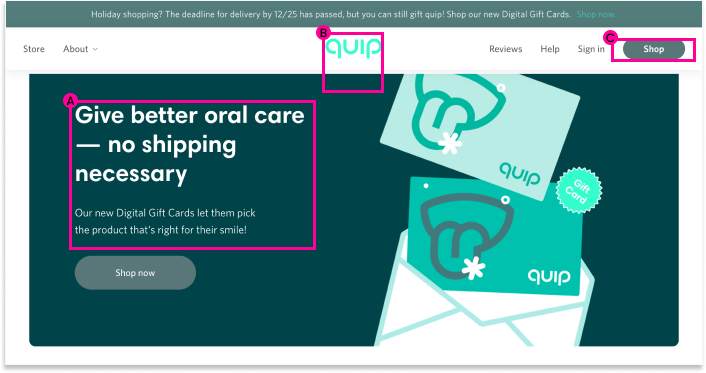 Holiday shopping? The deadline for delivery by 12/25 has passed, but you can still gift quip! Shop our new Digital Gift Cards. Shop now.
Store About quip Reviews Help Sign in Shop
B
C
A
Give better oral care
— no shipping
necessary
Our new Digital Gift Cards let them pick
the product that's right for their smile!
Shop now
quip
Gift
Card
quip